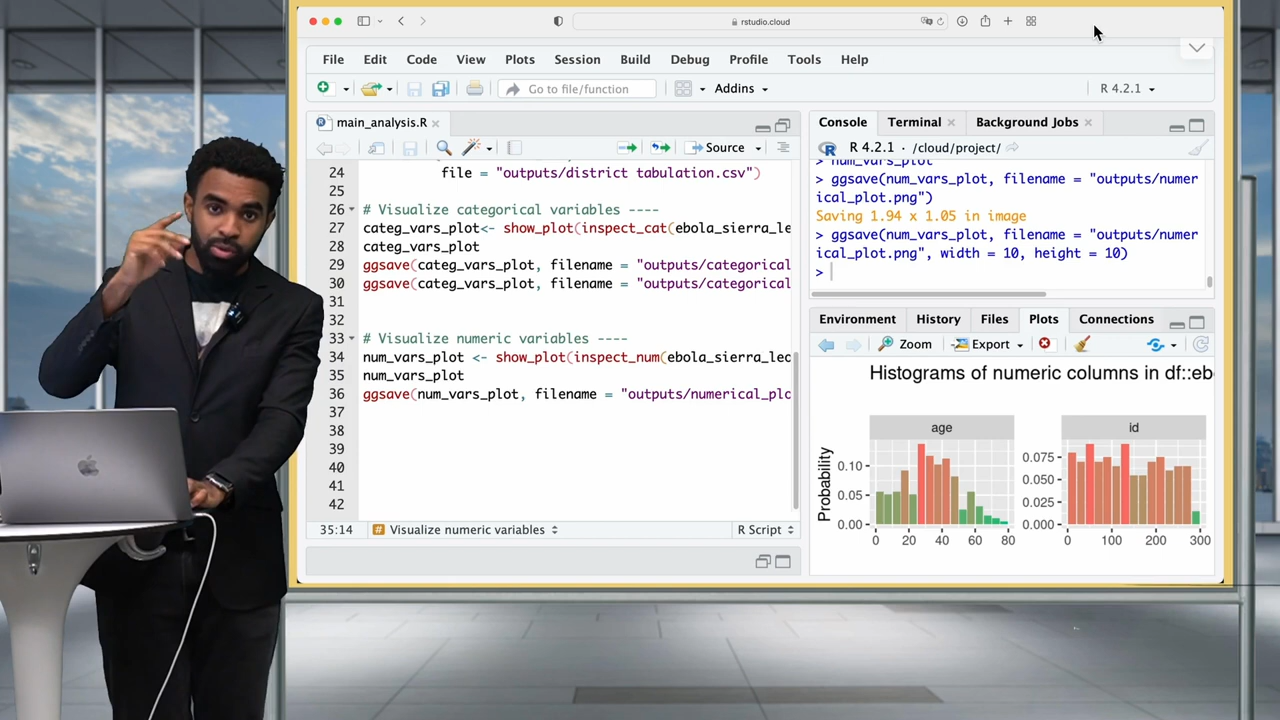 rstudio.cloud
File Edit Code View Plots Session Build Debug Profile Tools Help
Go to file/function
Addins
R 4.2.1
main_analysis.R
Source
24 file = "outputs/district tabulation.csv")
25
26 # Visualize categorical variables ----
27 categ_vars_plot<- show_plot(inspect_cat(ebola_sierra_le
28 categ_vars_plot
29 ggsave(categ_vars_plot, filename = "outputs/categorical
30 ggsave(categ_vars_plot, filename = "outputs/categorical
31
32
33 # Visualize numeric variables ----
34 num_vars_plot <- show_plot(inspect_num(ebola_sierra_leo
35 num_vars_plot
36 ggsave(num_vars_plot, filename = "outputs/numerical_plo
37
38
39
40
41
42
35:14 # Visualize numeric variables R Script
Console Terminal Background Jobs
R R 4.2.1 · /cloud/project/
> num_vars_plot
> ggsave(num_vars_plot, filename = "outputs/numer
ical_plot.png")
Saving 1.94 x 1.05 in image
> ggsave(num_vars_plot, filename = "outputs/numer
ical_plot.png", width = 10, height = 10)
>
Environment History Files Plots Connections
Zoom Export
Histograms of numeric columns in df::eb
age id
Probability
0.10
0.05
0.00
0 20 40 60 80
0.075
0.050
0.025
0.000
0 100 200 300